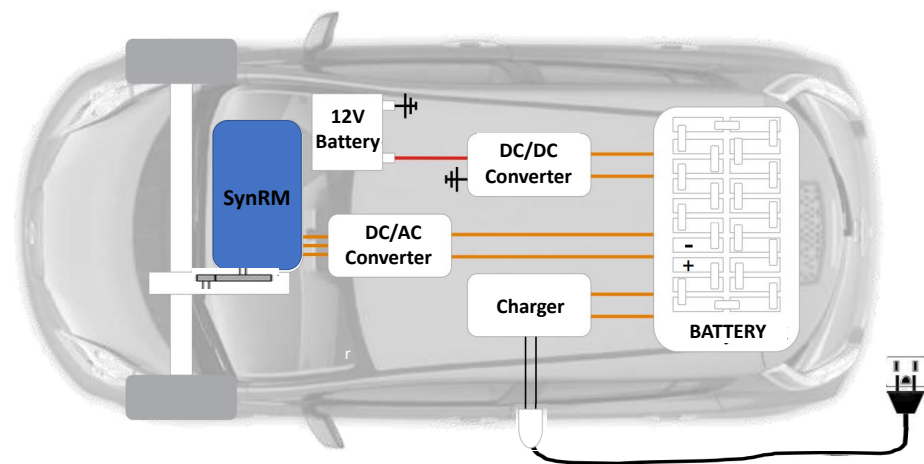 12V
Battery
DC/DC
Converter
SynRM
DC/AC
Converter
-
+
Charger
BATTERY
r